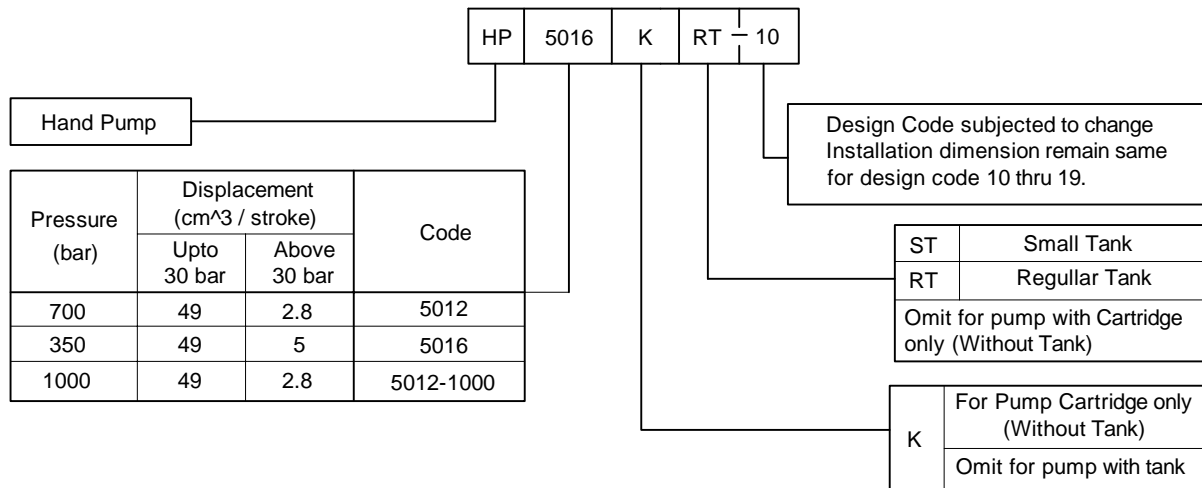 HP 5016 K RT - 10
Hand Pump
Design Code subjected to change
Installation dimension remain same
for design code 10 thru 19.
Pressure
(bar)
Displacement
(cm^3 / stroke)
Code
Upto
30 bar
Above
30 bar
700 49 2.8 5012
350 49 5 5016
1000 49 2.8 5012-1000
ST Small Tank
RT Regullar Tank
Omit for pump with Cartridge
only (Without Tank)
K
For Pump Cartridge only
(Without Tank)
Omit for pump with tank